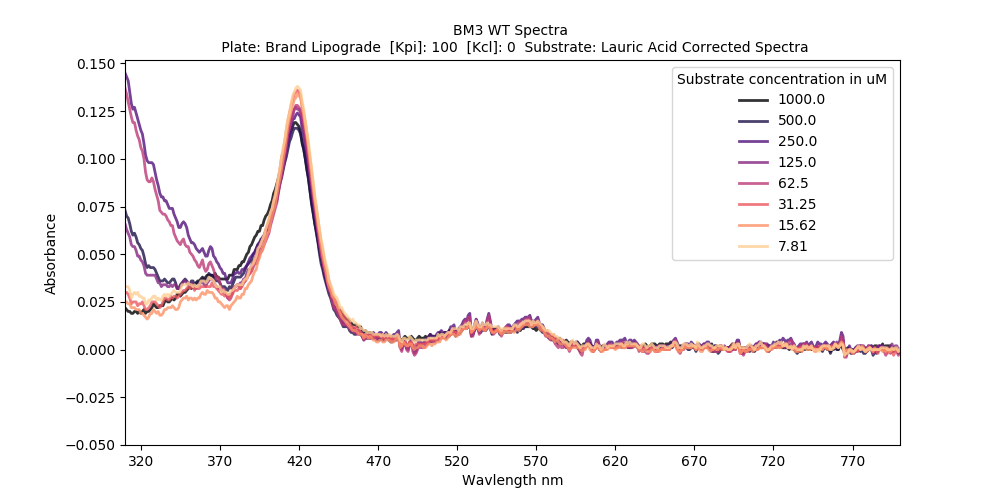 BM3 WT Spectra
Plate: Brand Lipograde  [Kpi]: 100  [Kcl]: 0  Substrate: Lauric Acid Corrected Spectra
0.150
0.125
0.100
0.075
0.050
0.025
0.000
−0.025
−0.050
Absorbance
Substrate concentration in uM
1000.0
500.0
250.0
125.0
62.5
31.25
15.62
7.81
320 370 420 470 520 570 620 670 720 770
Wavlength nm